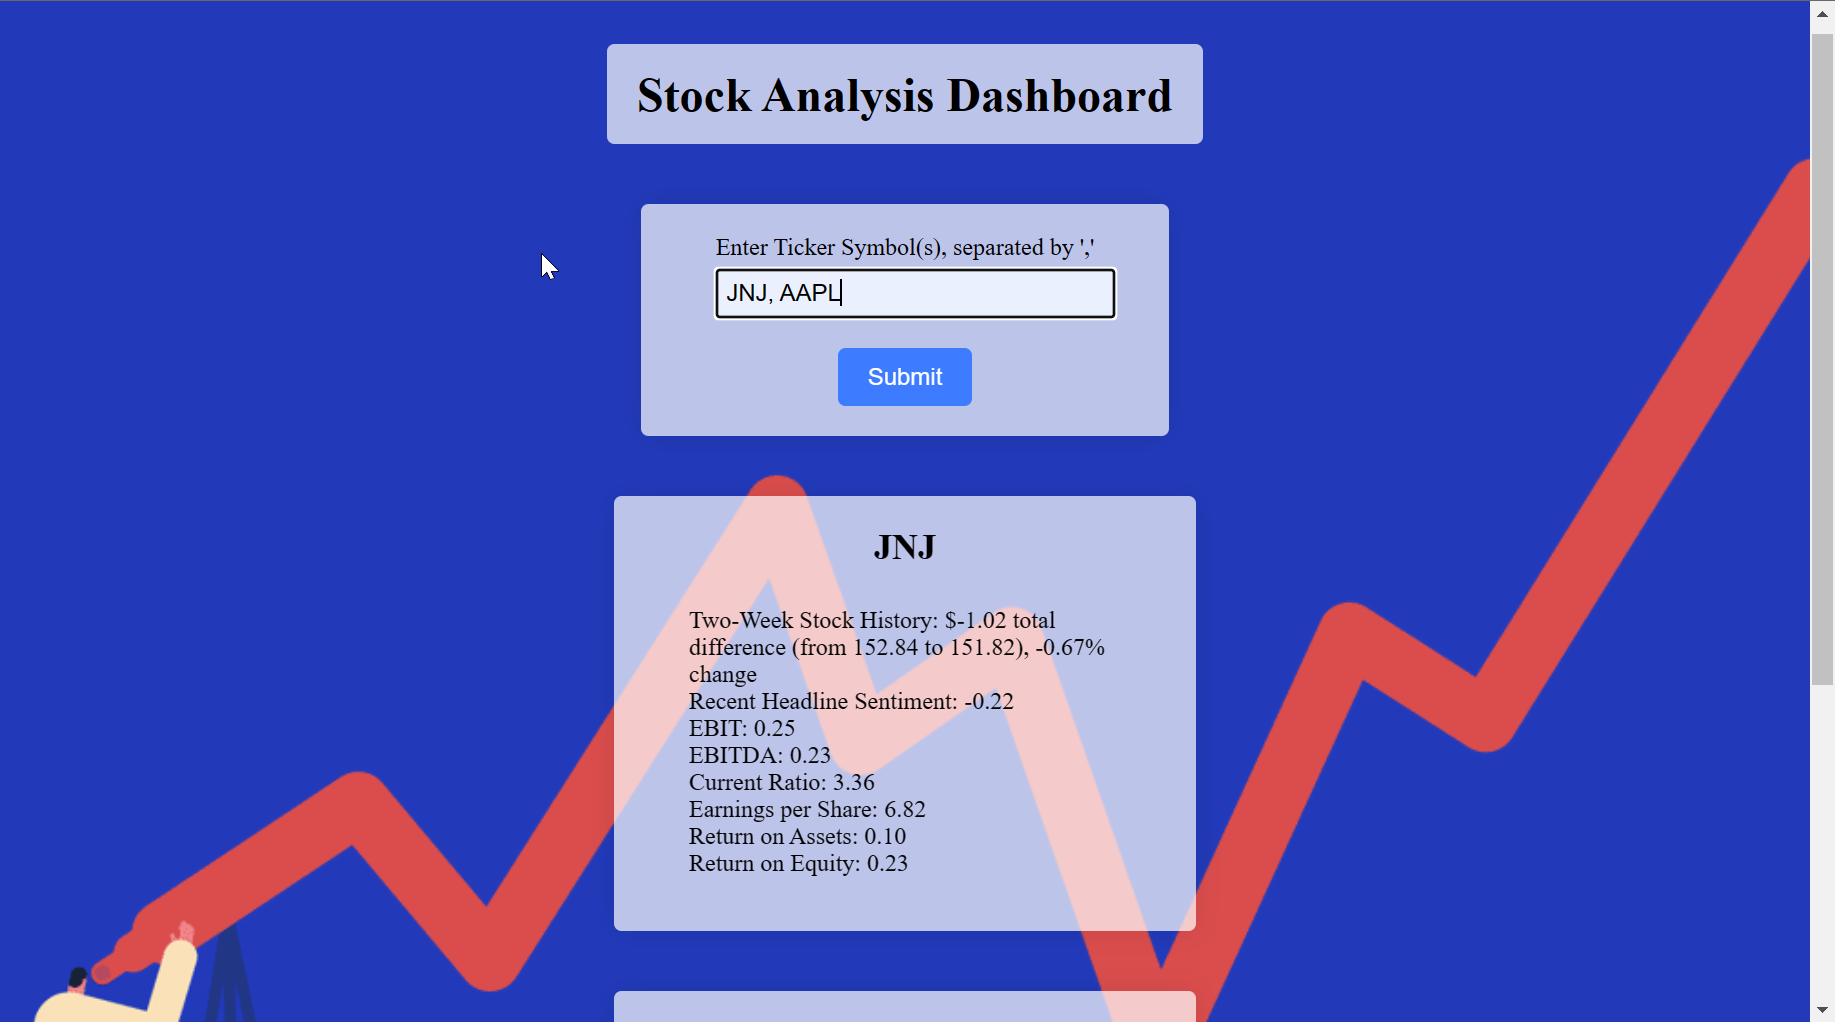 Stock Analysis Dashboard
Enter Ticker Symbol(s), separated by ','
JNJ, AAPL
Submit
JNJ
Two-Week Stock History: $-1.02 total
difference (from 152.84 to 151.82), -0.67%
change
Recent Headline Sentiment: -0.22
EBIT: 0.25
EBITDA: 0.23
Current Ratio: 3.36
Earnings per Share: 6.82
Return on Assets: 0.10
Return on Equity: 0.23